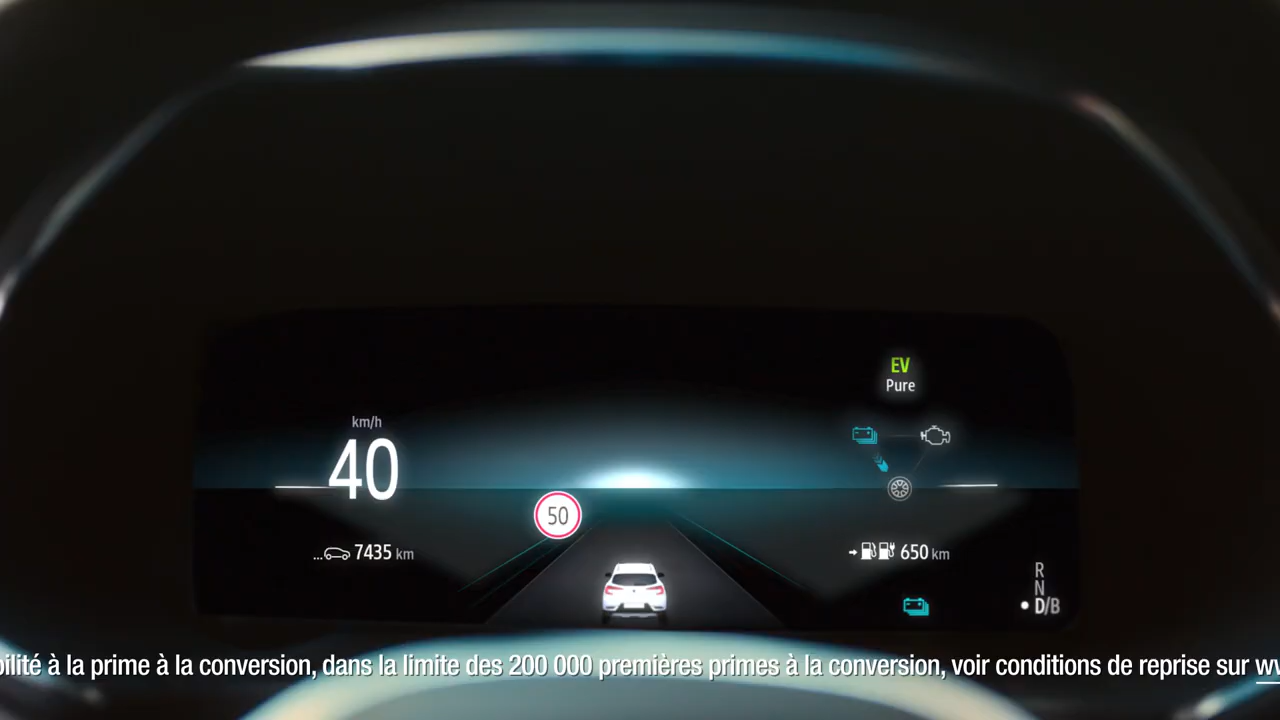 EV
Pure
km/h
40
50
...7435 km
650 km
R
N
D/B
à la prime à la conversion, dans la limite des 200 000 premières primes à la conversion, voir conditions de reprise sur